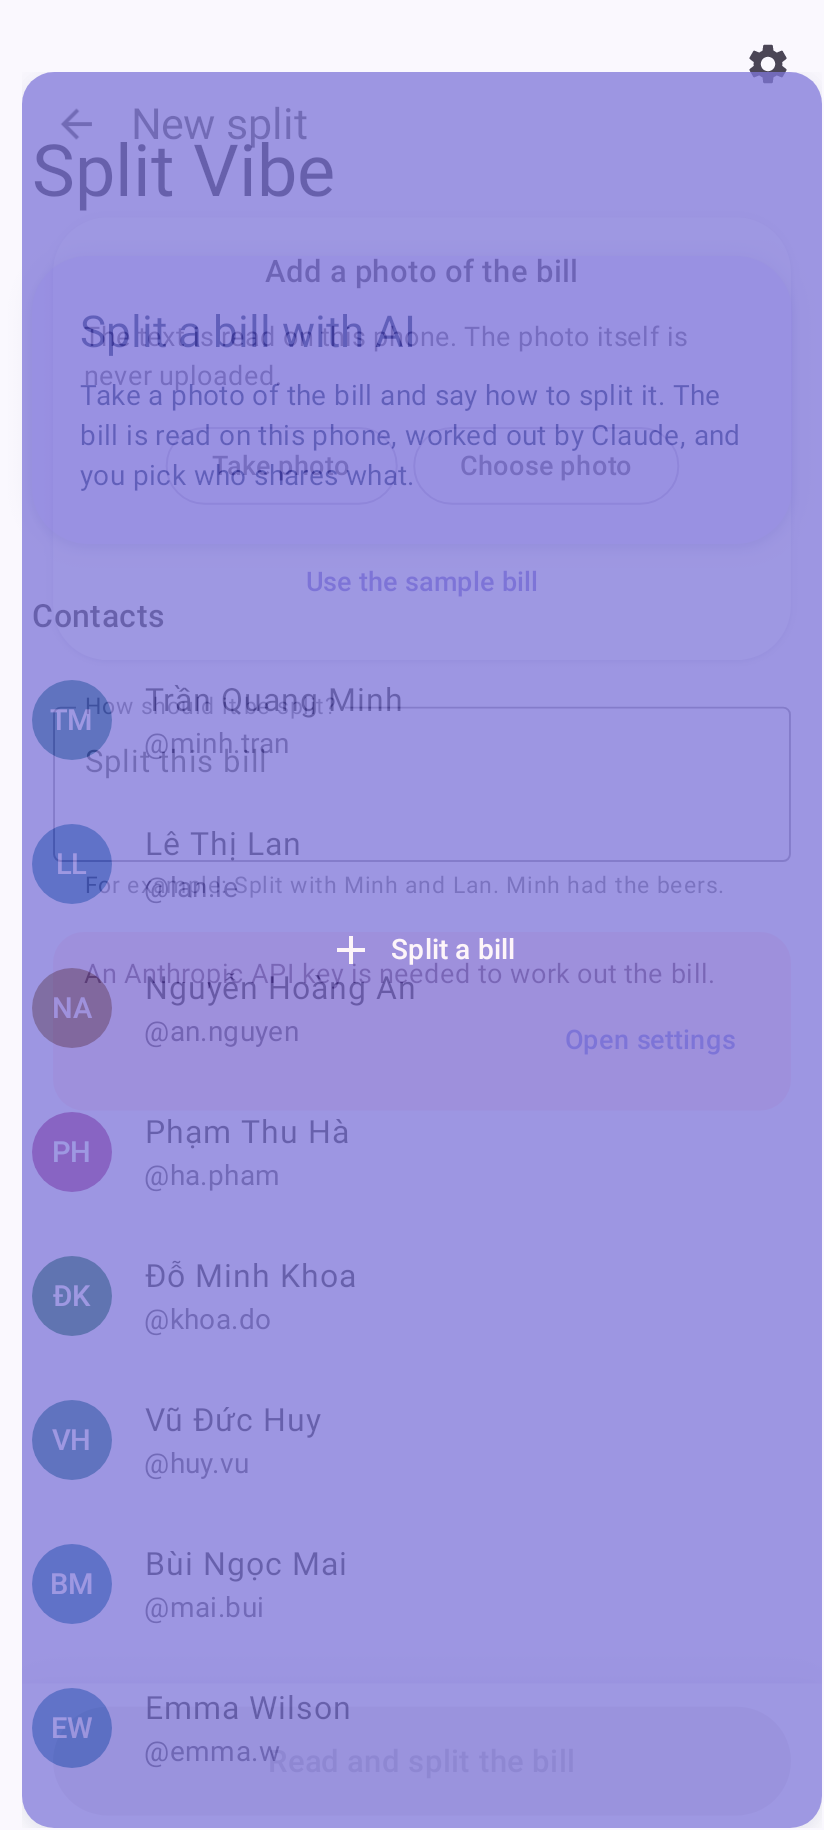 New split
Split Vibe
Add a photo of the bill
Split a bill with AI
The text is read on this phone. The photo itself is
never uploaded.
Take a photo of the bill and say how to split it. The
bill is read on this phone, worked out by Claude, and
you pick who shares what.
Take photo
Choose photo
Use the sample bill
Contacts
TM
Trần Quang Minh
@minh.tran
How should it be split?
Split this bill
LL
Lê Thị Lan
@lan.le
For example: Split with Minh and Lan. Minh had the beers.
Split a bill
An Anthropic API key is needed to work out the bill.
NA
Nguyễn Hoàng An
@an.nguyen
Open settings
PH
Phạm Thu Hà
@ha.pham
ĐK
Đỗ Minh Khoa
@khoa.do
VH
Vũ Đức Huy
@huy.vu
BM
Bùi Ngọc Mai
@mai.bui
EW
Emma Wilson
@emma.w
Read and split the bill